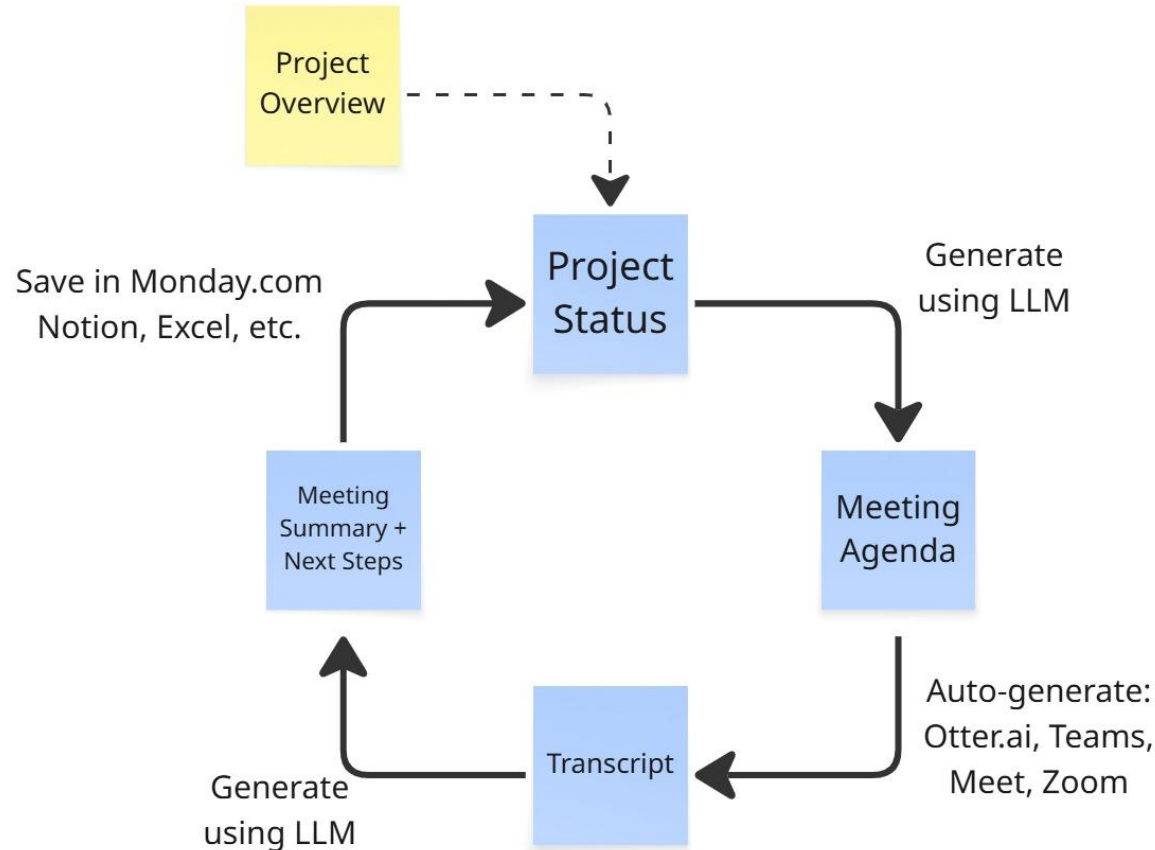 Project
Overview
Project
Status
Generate
using LLM
Save in Monday.com
Notion, Excel, etc.
Meeting
Summary +
Next Steps
Meeting
Agenda
Auto-generate:
Otter.ai, Teams,
Meet, Zoom
Transcript
Generate
using LLM